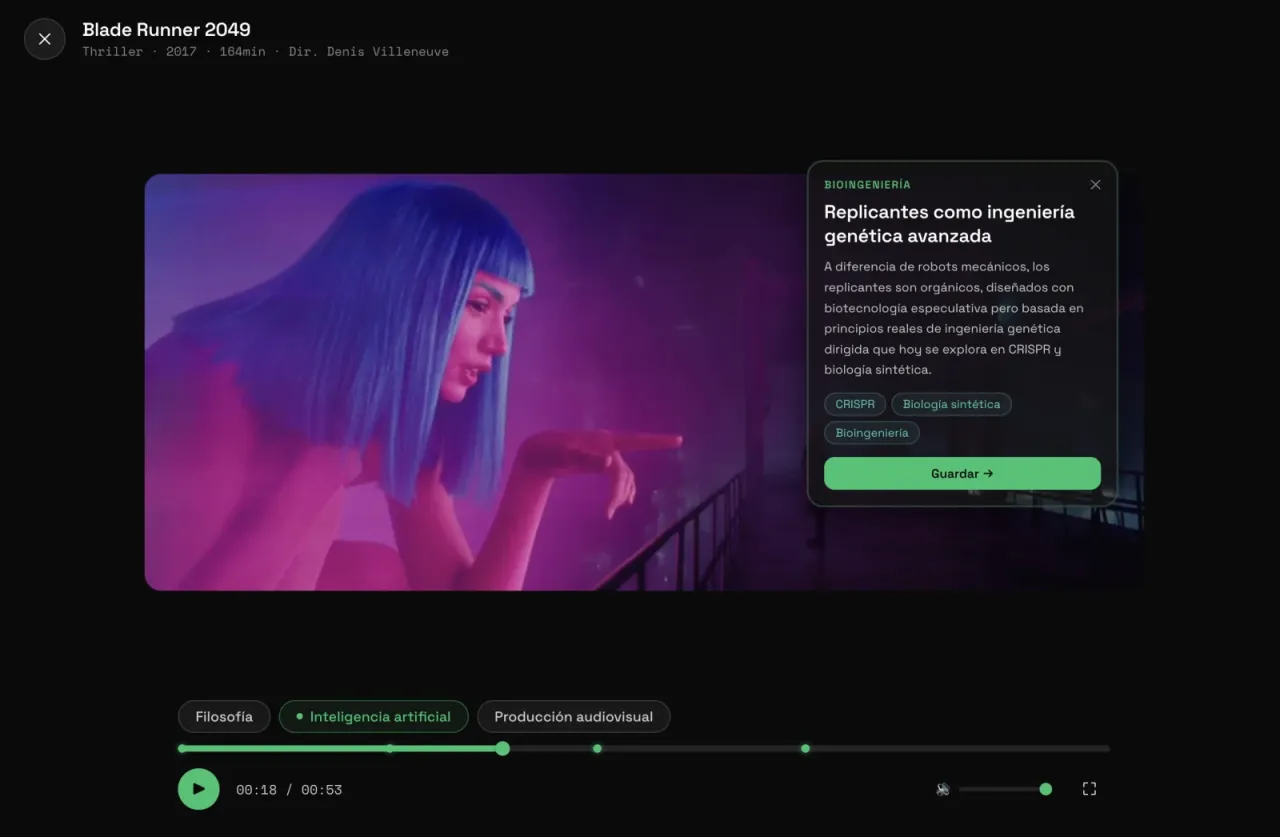 Blade Runner 2049
Thriller · 2017 · 164min · Dir. Denis Villeneuve
BIOINGENIERÍA
Replicantes como ingeniería
genética avanzada
A diferencia de robots mecánicos, los
replicantes son orgánicos, diseñados con
biotecnología especulativa pero basada en
principios reales de ingeniería genética
dirigida que hoy se explora en CRISPR y
biología sintética.
CRISPR
Biología sintética
Bioingeniería
Guardar →
Filosofía
Inteligencia artificial
Producción audiovisual
00:18 / 00:53